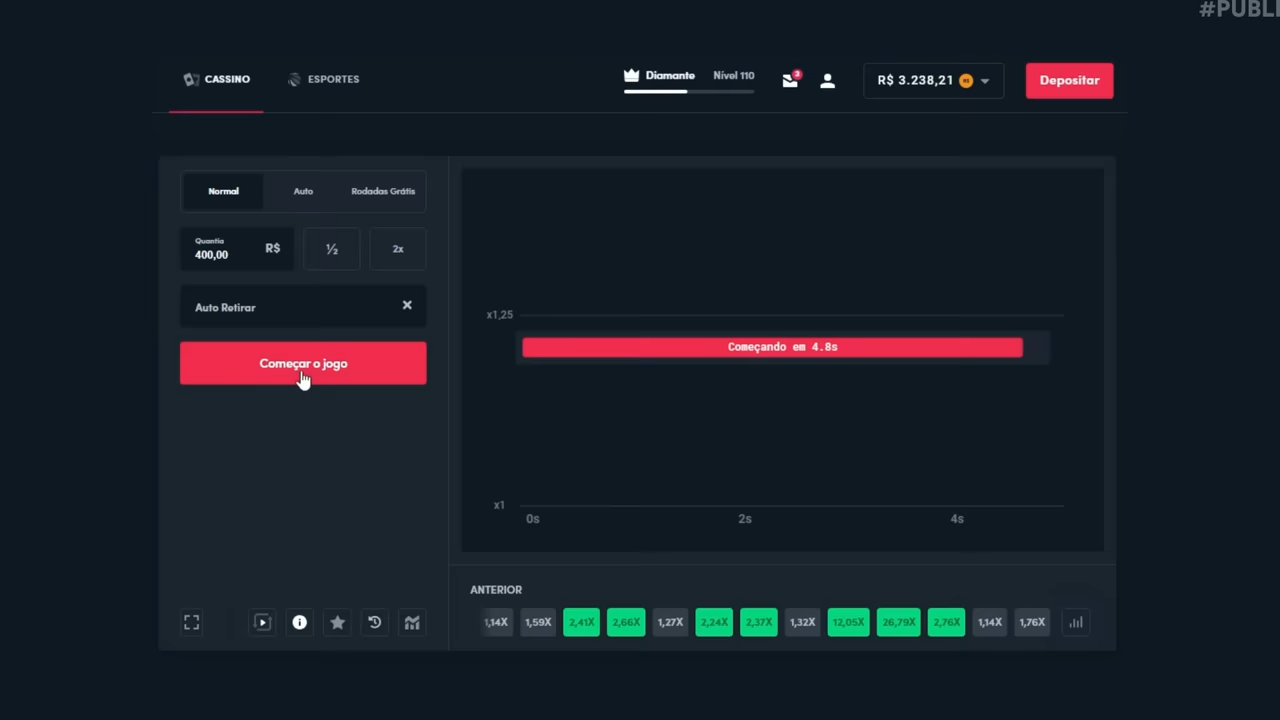 #PUBLI
CASSINO
ESPORTES
Diamante Nível 110
3
R$ 3.238,21
Depositar
Normal Auto Rodadas Grátis
Quantia
400,00 R$ ½ 2x
Auto Retirar
Começar o jogo
x1,25
Começando em 4.8s
x1
0s 2s 4s
ANTERIOR
1,14X 1,59X 2,41X 2,66X 1,27X 2,24X 2,37X 1,32X 12,05X 26,79X 2,76X 1,14X 1,76X